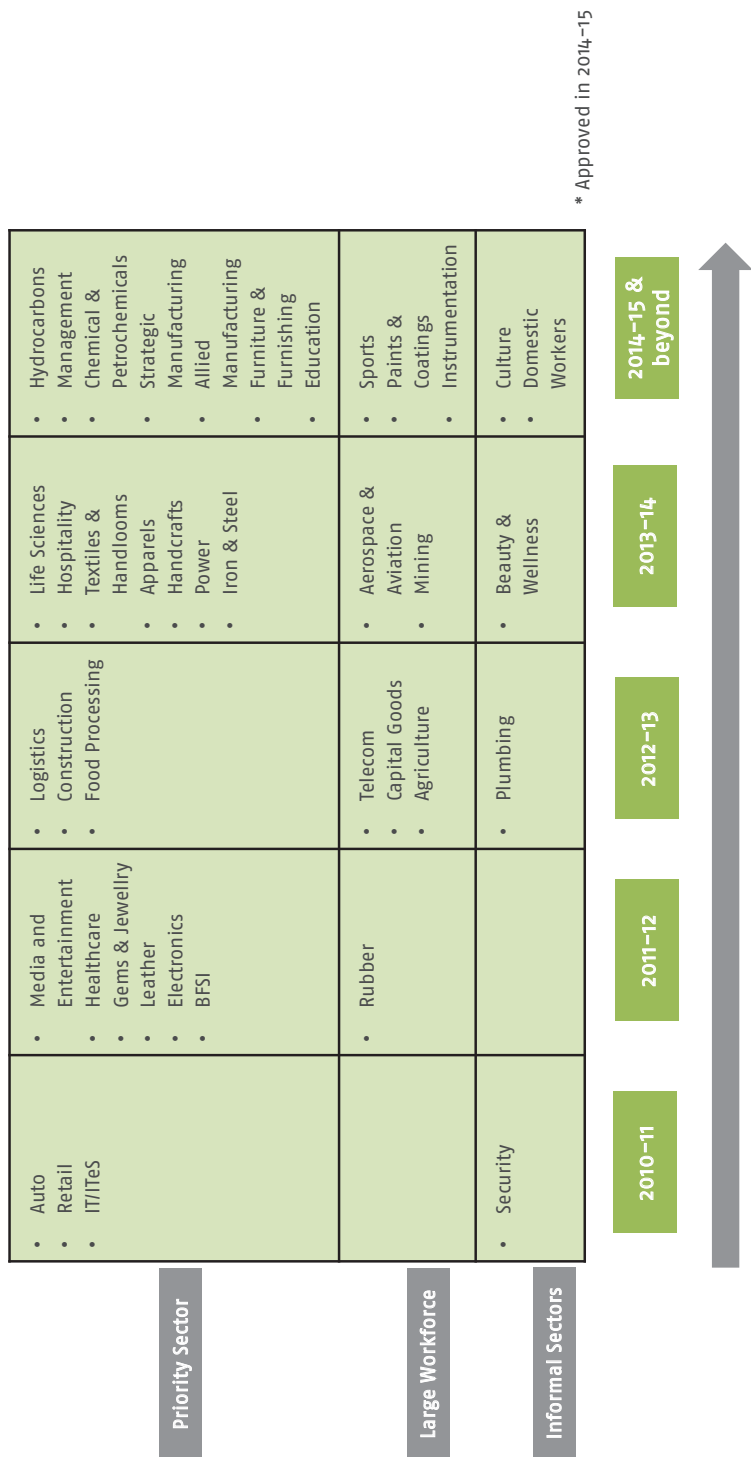 Priority Sector
• Auto
• Retail
• IT/ITeS
• Media and
Entertainment
• Healthcare
• Gems & Jewellry
• Leather
• Electronics
• BFSI
• Logistics
• Construction
• Food Processing
• Life Sciences
• Hospitality
• Textiles &
Handlooms
• Apparels
• Handcrafts
• Power
• Iron & Steel
• Hydrocarbons
• Management
• Chemical &
Petrochemicals
• Strategic
Manufacturing
• Allied
Manufacturing
• Furniture &
Furnishing
• Education
Large Workforce
• Rubber
• Telecom
• Capital Goods
• Agriculture
• Aerospace &
Aviation
• Mining
• Sports
• Paints &
Coatings
• Instrumentation
Informal Sectors
• Security
• Plumbing
• Beauty &
Wellness
• Culture
• Domestic
Workers
* Approved in 2014–15
2010–11
2011–12
2012–13
2013–14
2014–15 &
beyond